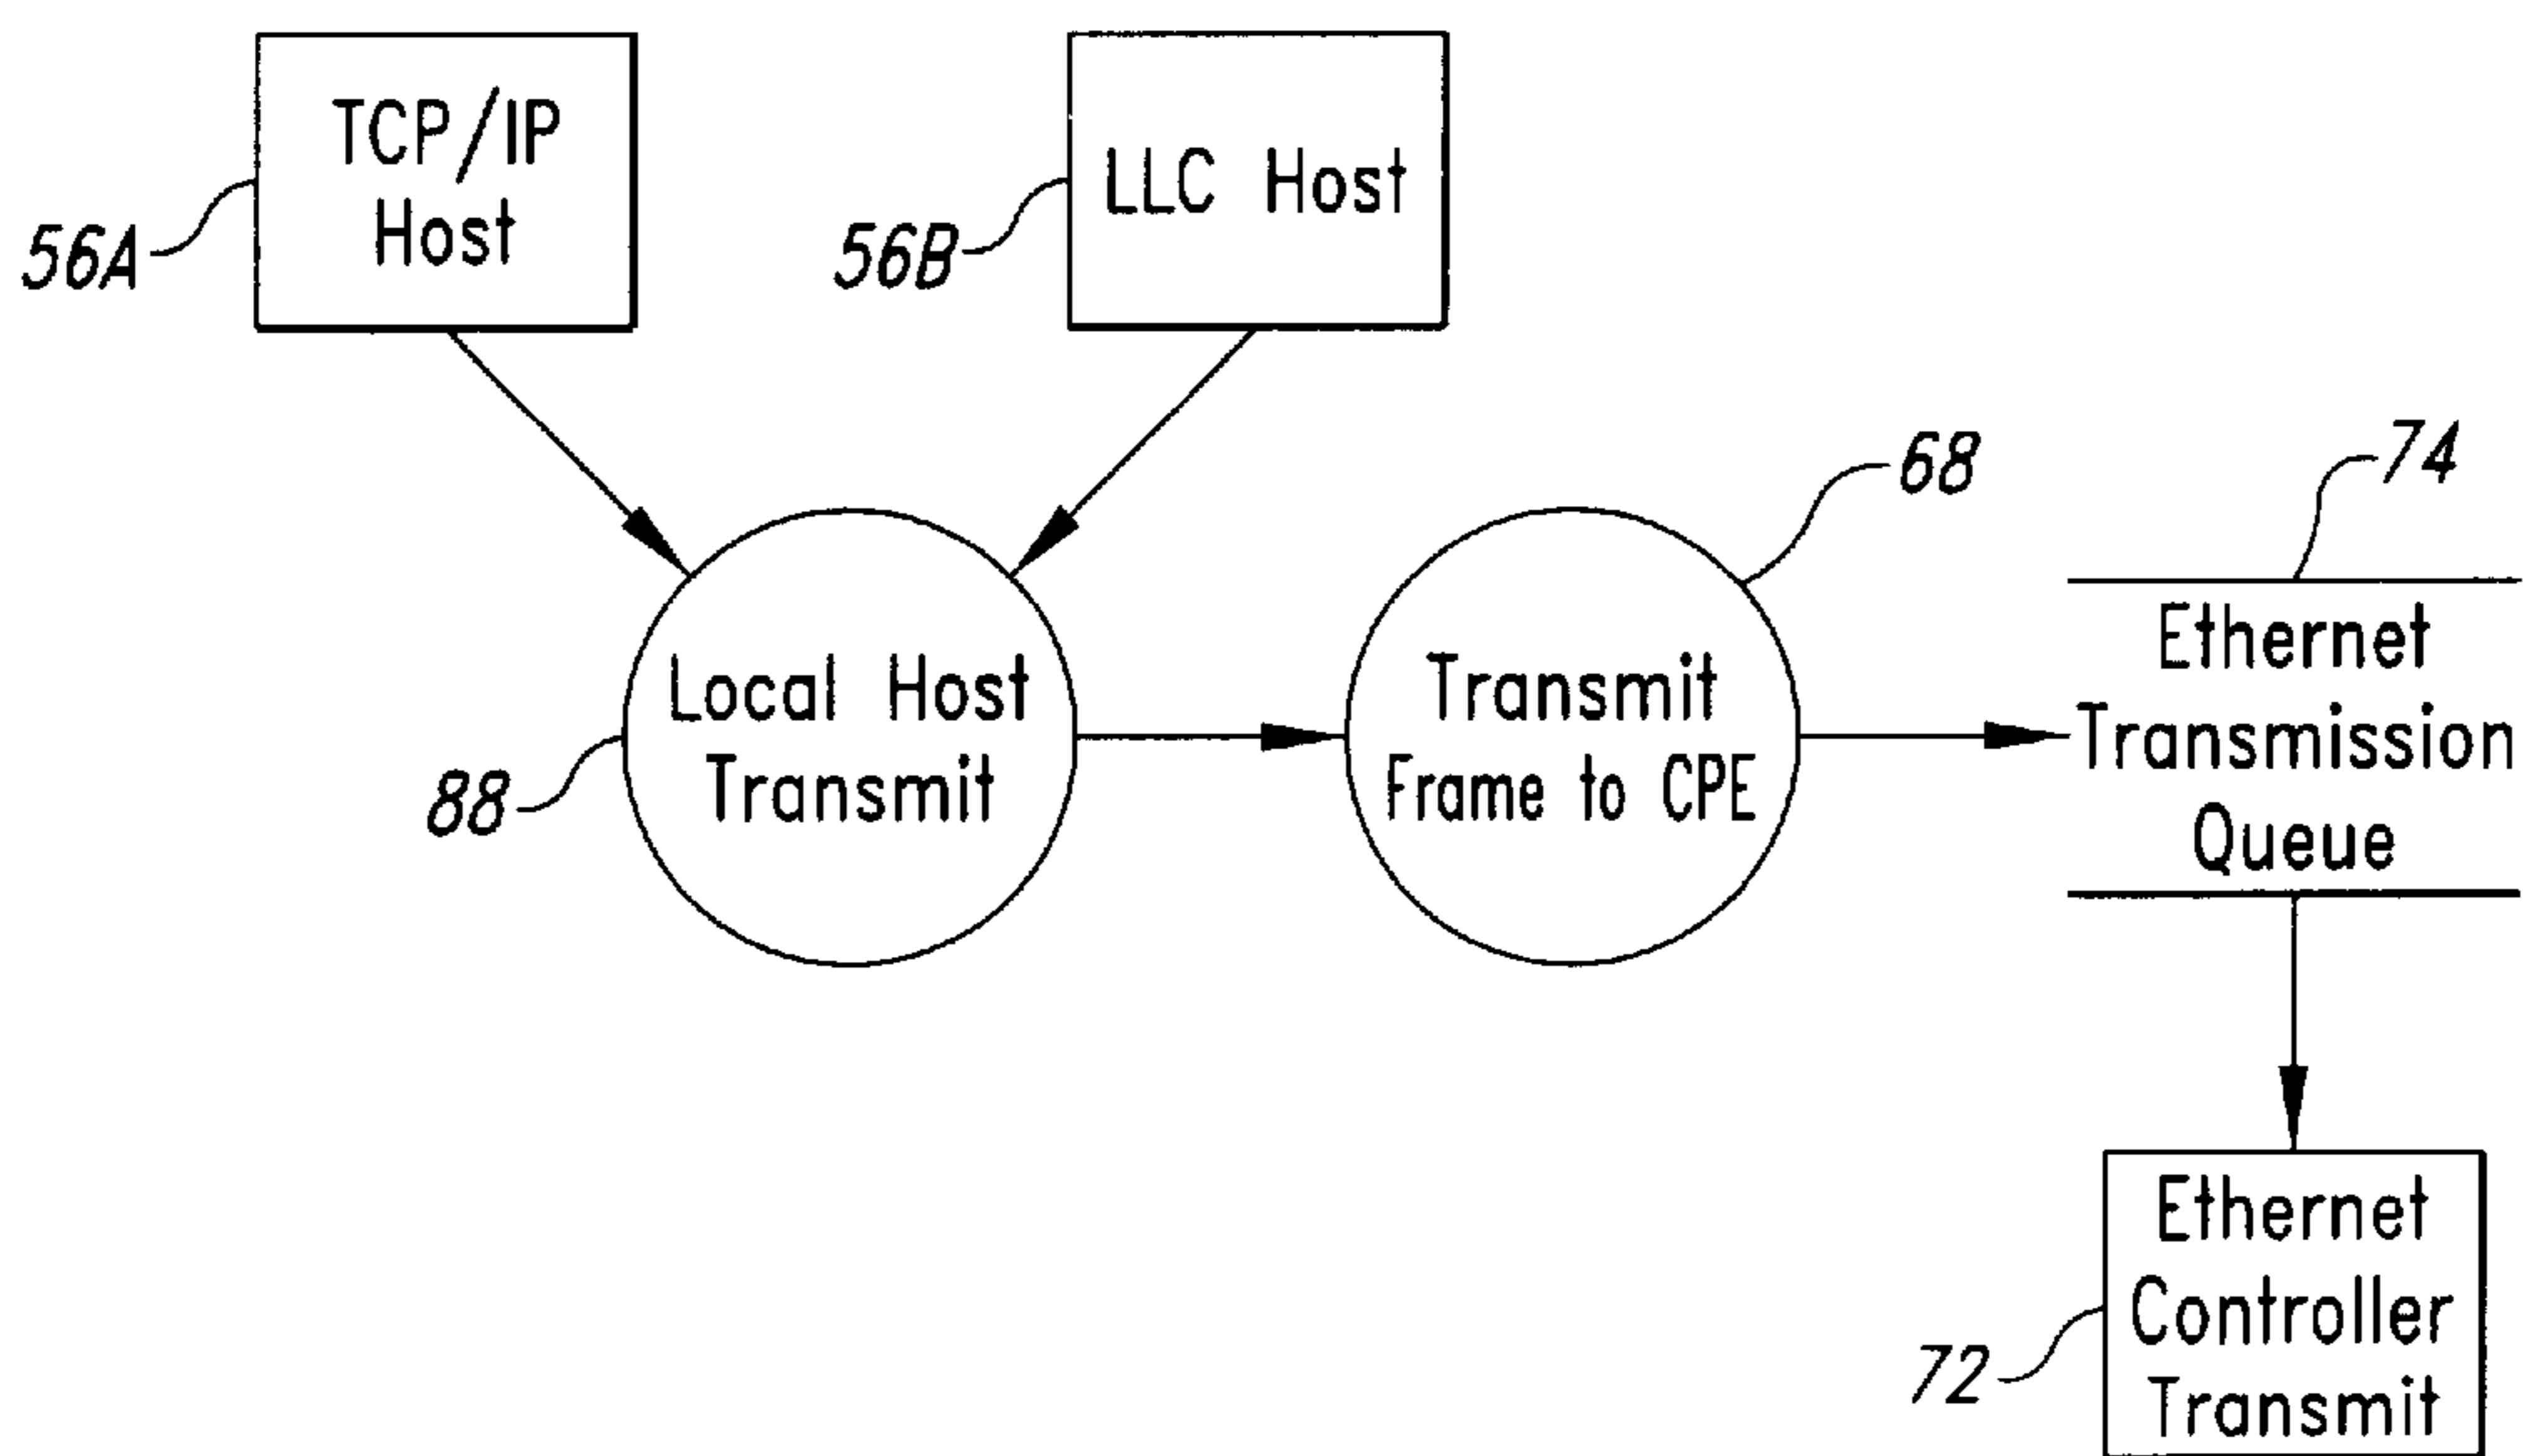 TCP/IP
Host
56A
LLC Host
56B
Local Host
Transmit
88
Transmit
Frame to CPE
68
Ethernet
Transmission
Queue
74
Ethernet
Controller
Transmit
72